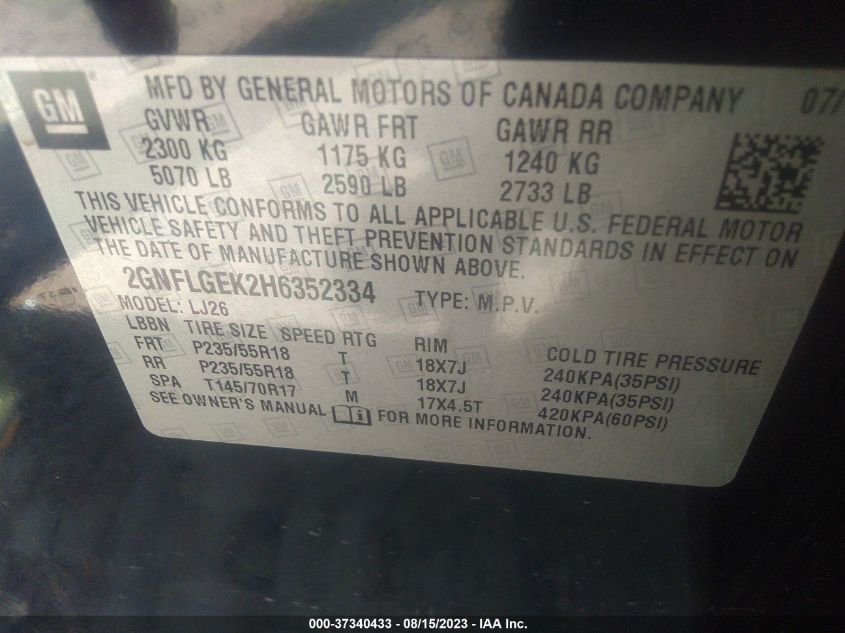 GM
MFD BY GENERAL MOTORS OF CANADA COMPANY 07/
GVWR GAWR FRT GAWR RR
2300 KG 1175 KG 1240 KG
5070 LB 2590 LB 2733 LB
THIS VEHICLE CONFORMS TO ALL APPLICABLE U.S. FEDERAL MOTOR
VEHICLE SAFETY AND THEFT PREVENTION STANDARDS IN EFFECT ON
THE DATE OF MANUFACTURE SHOWN ABOVE.
2GNFLGEK2H6352334 TYPE: M.P.V.
MODEL: LJ26
LBBN TIRE SIZE SPEED RTG RIM COLD TIRE PRESSURE
FRT P235/55R18 T 18X7J 240KPA(35PSI)
RR P235/55R18 T 18X7J 240KPA(35PSI)
SPA T145/70R17 M 17X4.5T 420KPA(60PSI)
SEE OWNER'S MANUAL FOR MORE INFORMATION.
000-37340433 - 08/15/2023 - IAA Inc.